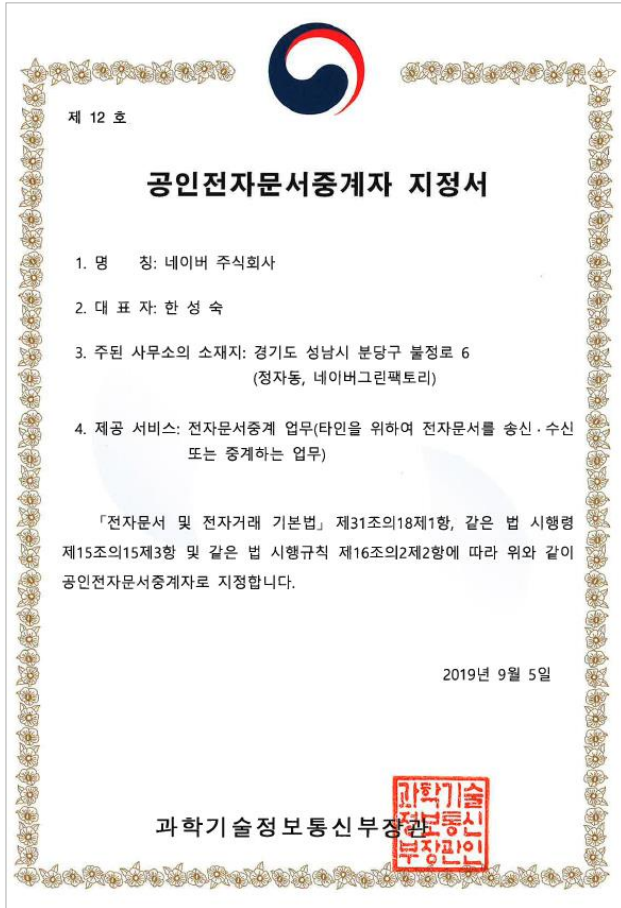 제 12 호
공인전자문서중계자 지정서
1. 명 칭: 네이버 주식회사
2. 대 표 자: 한 성 숙
3. 주된 사무소의 소재지: 경기도 성남시 분당구 불정로 6
(정자동, 네이버그린팩토리)
4. 제공 서비스: 전자문서중계 업무(타인을 위하여 전자문서를 송신·수신
또는 중계하는 업무)
「전자문서 및 전자거래 기본법」 제31조의18제1항, 같은 법 시행령
제15조의15제3항 및 같은 법 시행규칙 제16조의2제2항에 따라 위와 같이
공인전자문서중계자로 지정합니다.
2019년 9월 5일
과학기술정보통신부장관
과학기술
정보통신
부장관인